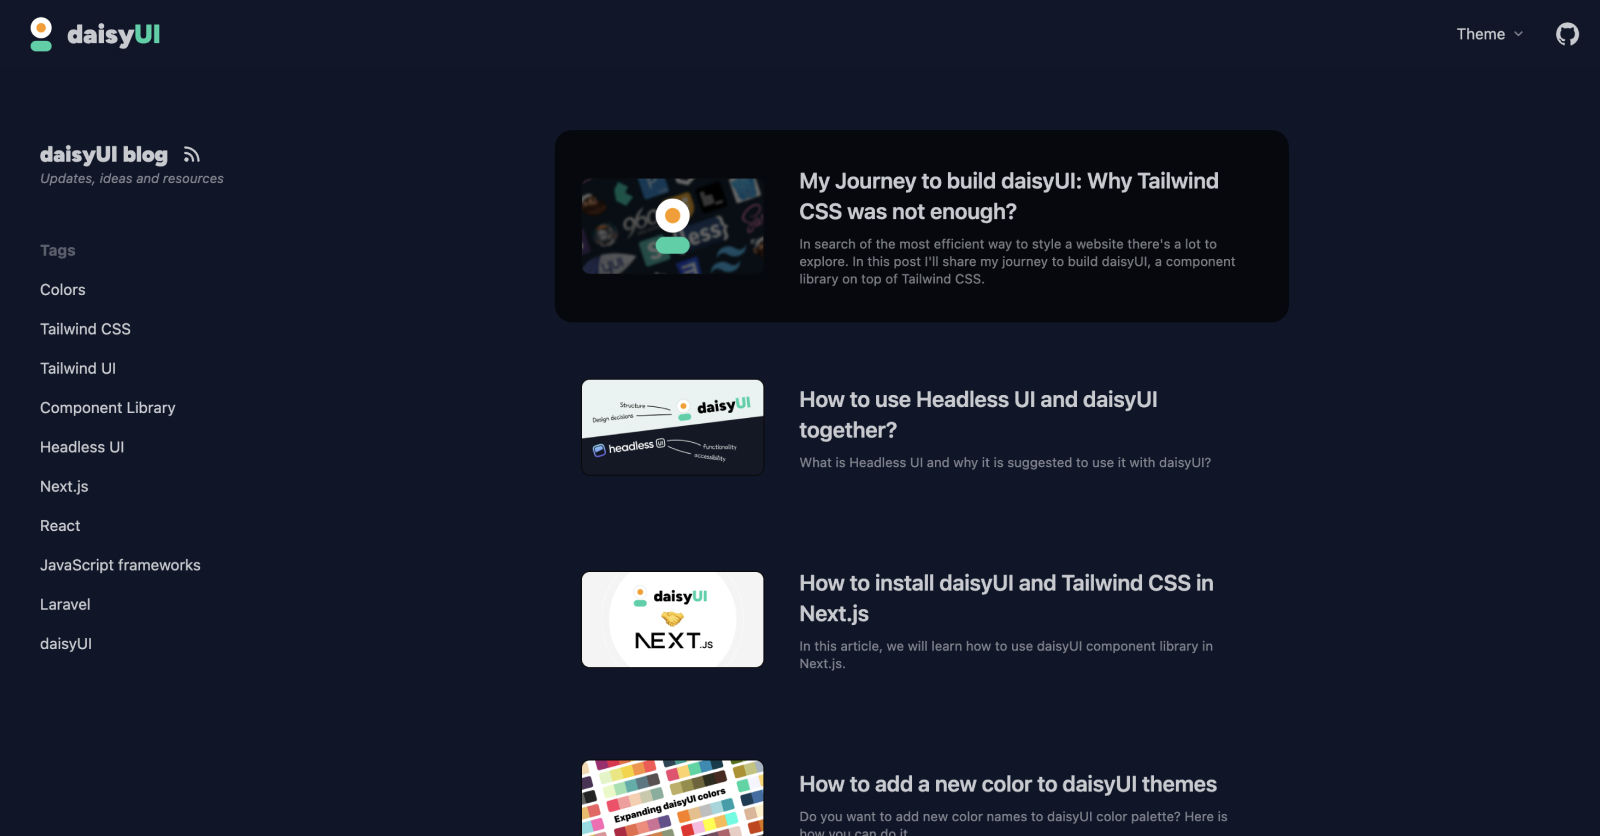 daisyUI
Theme
daisyUI blog
Updates, ideas and resources
Tags
Colors
Tailwind CSS
Tailwind UI
Component Library
Headless UI
Next.js
React
JavaScript frameworks
Laravel
daisyUI
960
My Journey to build daisyUI: Why Tailwind
CSS was not enough?
In search of the most efficient way to style a website there's a lot to
explore. In this post I'll share my journey to build daisyUI, a component
library on top of Tailwind CSS.
Structure
Design decisions
daisyUI
headless UI
Functionality
accessibility
How to use Headless UI and daisyUI
together?
What is Headless UI and why it is suggested to use it with daisyUI?
daisyUI
NEXT.JS
How to install daisyUI and Tailwind CSS in
Next.js
In this article, we will learn how to use daisyUI component library in
Next.js.
Expanding daisyUI colors
How to add a new color to daisyUI themes
Do you want to add new color names to daisyUI color palette? Here is
how you can do it